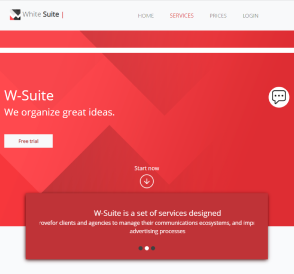 White Suite |
HOME SERVICES PRICES LOGIN
W-Suite
We organize great ideas.
Free trial
Start now
W-Suite is a set of services designed
rovefor clients and agencies to manage their communications ecosystems, and imp
advertising processes